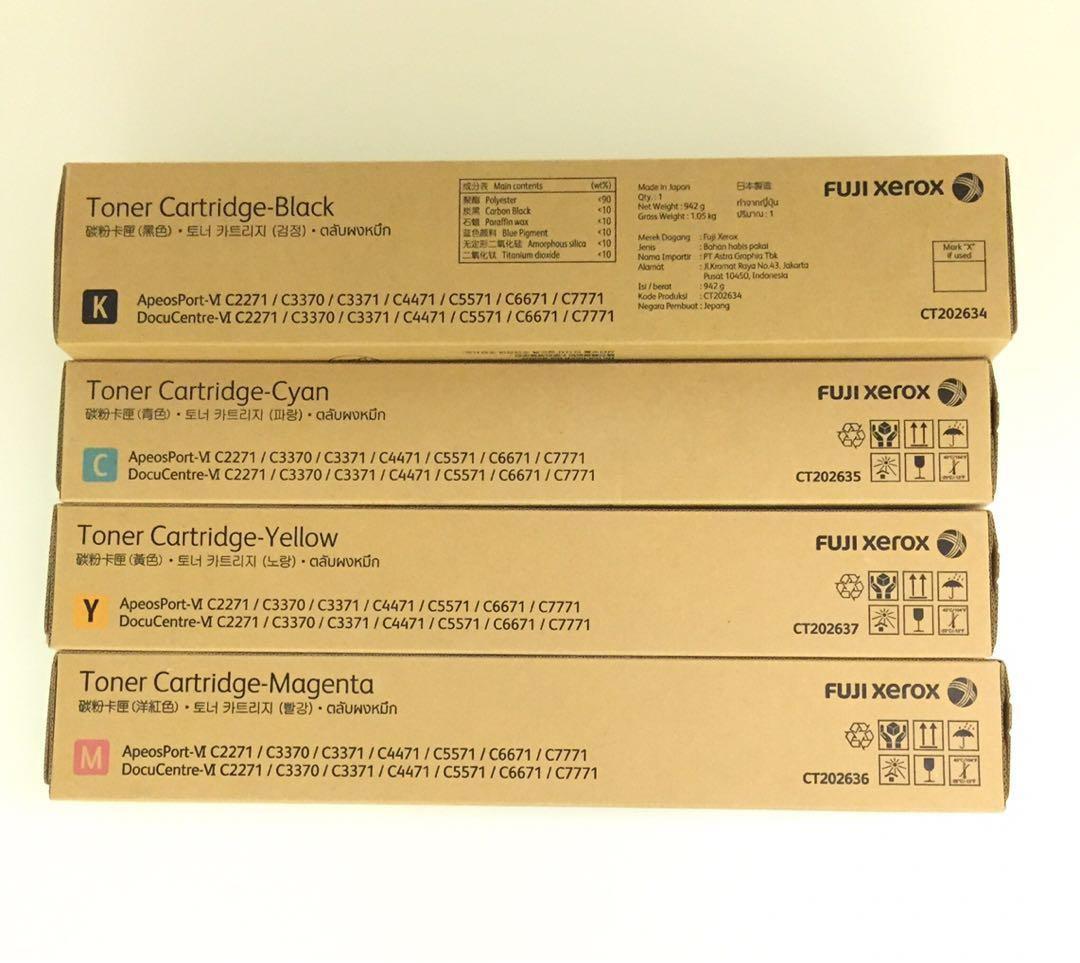 Toner Cartridge-Black
碳粉卡匣(黑色)・토너 카트리지 (검정)・ตลับผงหมึก
K
ApeosPort-VI C2271 / C3370 / C3371 / C4471 / C5571 / C6671 / C7771
DocuCentre-VI C2271 / C3370 / C3371 / C4471 / C5571 / C6671 / C7771
成分表 Main contents (wt%)
聚酯 Polyester <90
炭黑 Carbon Black <10
石蜡 Paraffin wax <10
蓝色颜料 Blue Pigment <10
无定形二氧化硅 Amorphous silica <10
二氧化钛 Titanium dioxide <10
Made in Japan 日本製造
Qty. : 1 ทำจากญี่ปุ่น
Net Weight : 942 g ปริมาณ : 1
Gross Weight : 1.05 kg
Merek Dagang : Fuji Xerox
Jenis : Bahan habis pakai
Nama Importir : PT Astra Graphia Tbk
Alamat : Jl.Kramat Raya No.43, Jakarta
Pusat 10450, Indonesia
Isi / berat : 942 g
Kode Produksi : CT202634
Negara Pembuat : Jepang
FUJI xerox
Mark "X"
if used
CT202634
Toner Cartridge-Cyan
碳粉卡匣(青色)・토너 카트리지 (파랑)・ตลับผงหมึก
C
ApeosPort-VI C2271 / C3370 / C3371 / C4471 / C5571 / C6671 / C7771
DocuCentre-VI C2271 / C3370 / C3371 / C4471 / C5571 / C6671 / C7771
FUJI xerox
CT202635
Toner Cartridge-Yellow
碳粉卡匣(黃色)・토너 카트리지 (노랑)・ตลับผงหมึก
Y
ApeosPort-VI C2271 / C3370 / C3371 / C4471 / C5571 / C6671 / C7771
DocuCentre-VI C2271 / C3370 / C3371 / C4471 / C5571 / C6671 / C7771
FUJI xerox
CT202637
Toner Cartridge-Magenta
碳粉卡匣(洋紅色)・토너 카트리지 (빨강)・ตลับผงหมึก
M
ApeosPort-VI C2271 / C3370 / C3371 / C4471 / C5571 / C6671 / C7771
DocuCentre-VI C2271 / C3370 / C3371 / C4471 / C5571 / C6671 / C7771
FUJI xerox
CT202636